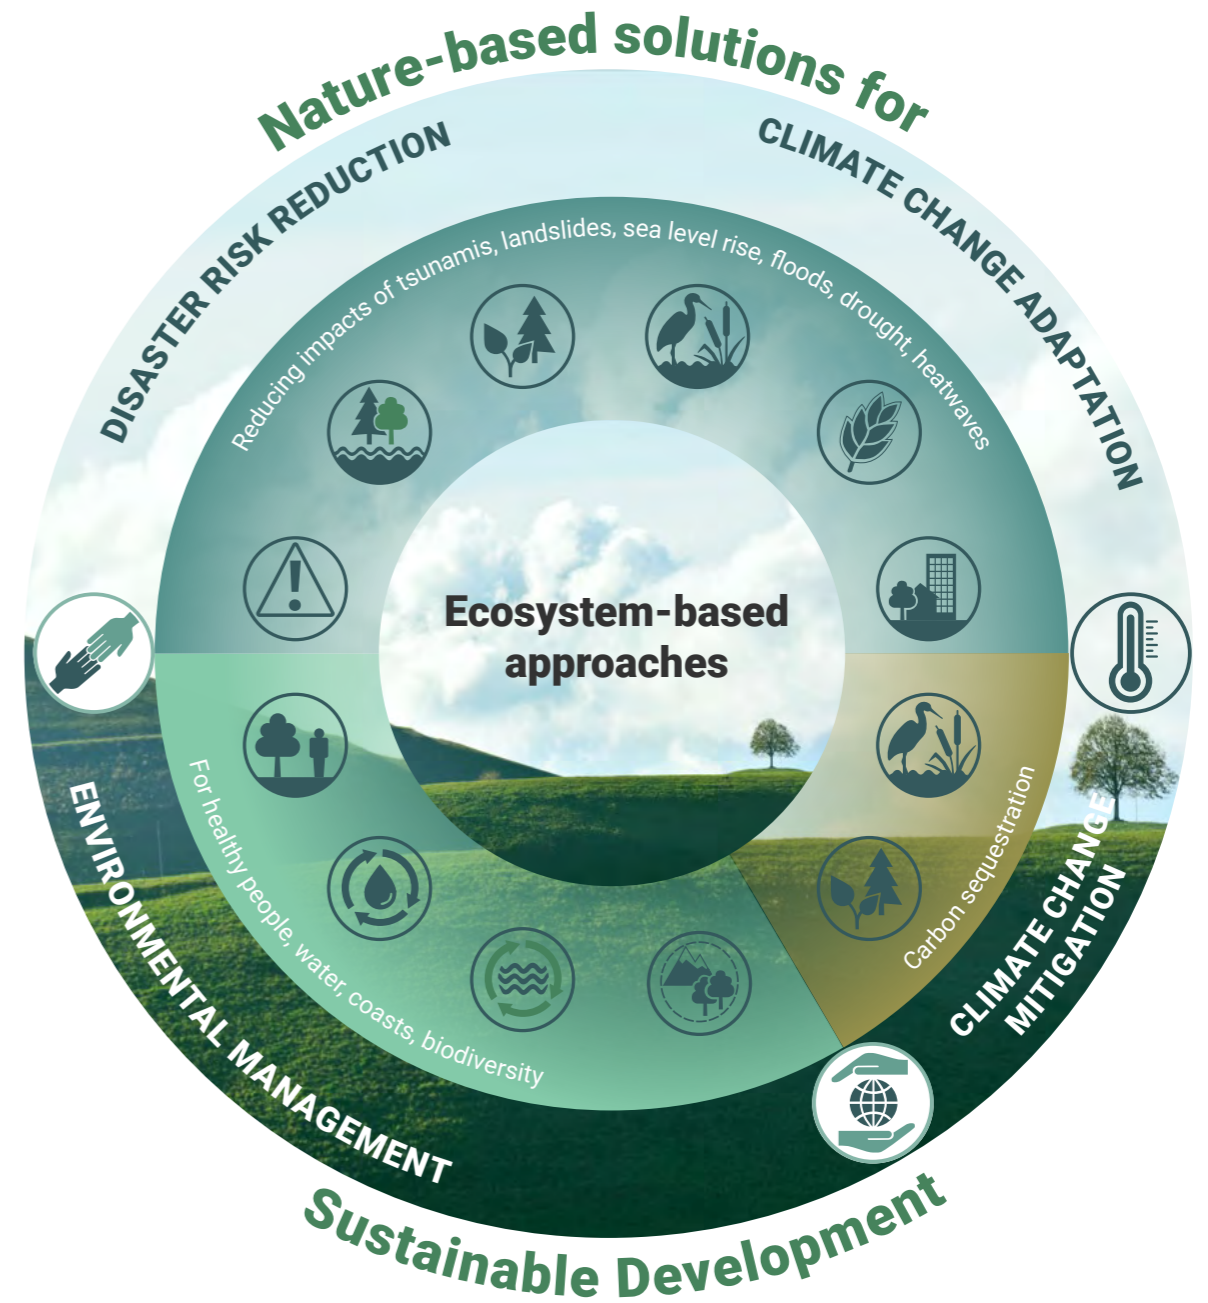 Nature-based solutions for
DISASTER RISK REDUCTION
CLIMATE CHANGE ADAPTATION
Reducing impacts of tsunamis, landslides, sea level rise, floods, drought, heatwaves
Ecosystem-based
approaches
For healthy people, water, coasts, biodiversity
Carbon sequestration
ENVIRONMENTAL MANAGEMENT
CLIMATE CHANGE
MITIGATION
Sustainable Development